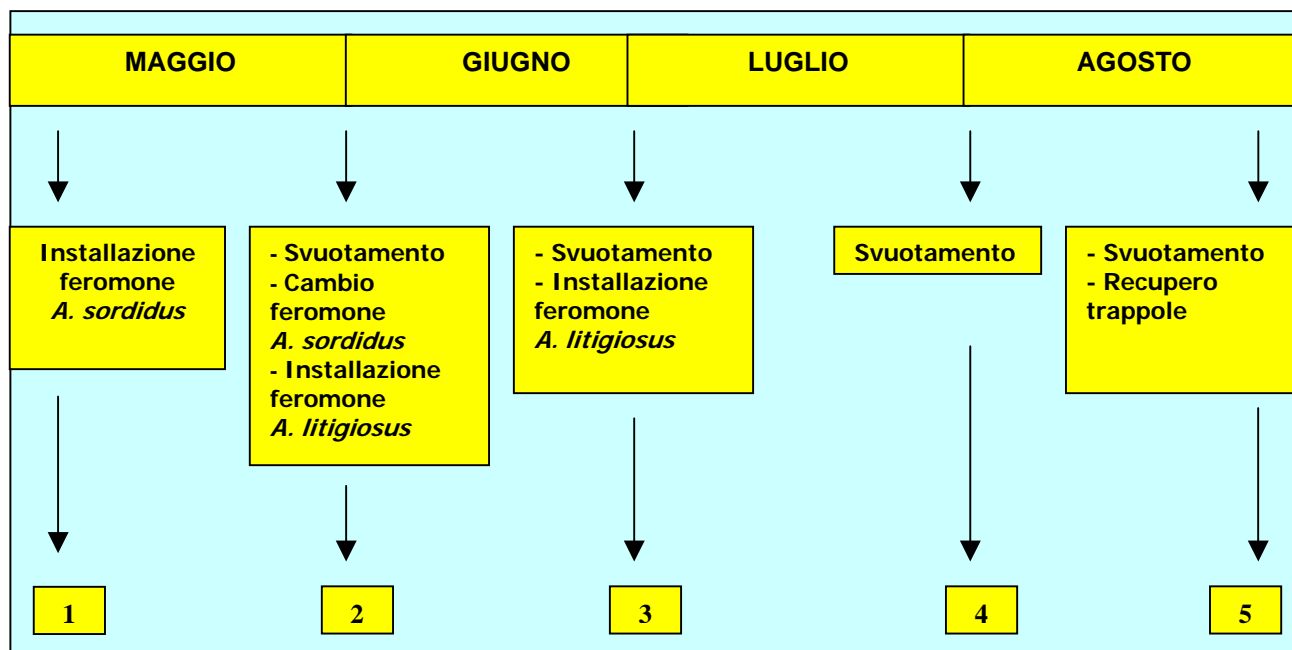 MAGGIO
GIUGNO
LUGLIO
AGOSTO
Installazione
feromone
A. sordidus
- Svuotamento
- Cambio
feromone
A. sordidus
- Installazione
feromone
A. litigiosus
- Svuotamento
- Installazione
feromone
A. litigiosus
Svuotamento
- Svuotamento
- Recupero
trappole
1
2
3
4
5